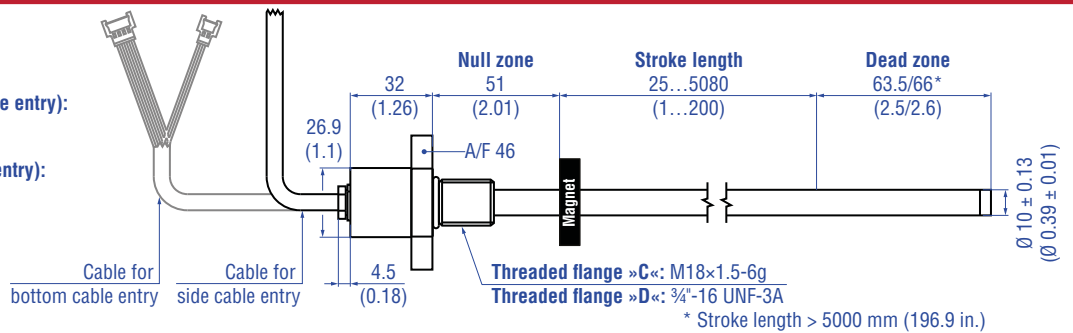 Null zone
Stroke length
Dead zone
32
51
25…5080
63.5/66*
(1.26)
(2.01)
(1…200)
(2.5/2.6)
e entry):
26.9
(1.1)
A/F 46
entry):
Magnet
Ø 10 ± 0.13
(Ø 0.39 ± 0.01)
Cable for
bottom cable entry
Cable for
side cable entry
4.5
(0.18)
Threaded flange »C«: M18×1.5-6g
Threaded flange »D«: ¾"-16 UNF-3A
* Stroke length > 5000 mm (196.9 in.)